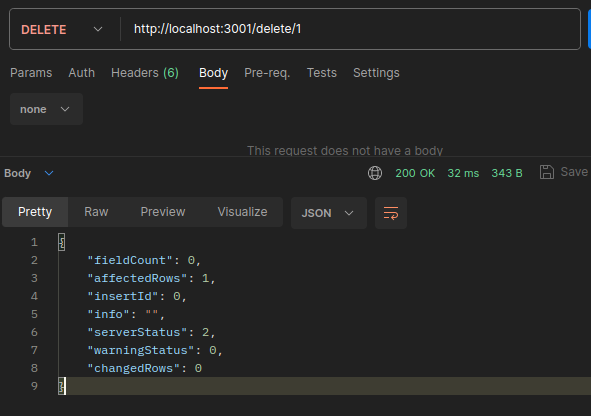 DELETE http://localhost:3001/delete/1
Params Auth Headers (6) Body Pre-req. Tests Settings
none
This request does not have a body
Body 200 OK 32 ms 343 B Save
Pretty Raw Preview Visualize JSON
1 {
2 "fieldCount": 0,
3 "affectedRows": 1,
4 "insertId": 0,
5 "info": "",
6 "serverStatus": 2,
7 "warningStatus": 0,
8 "changedRows": 0
9 }